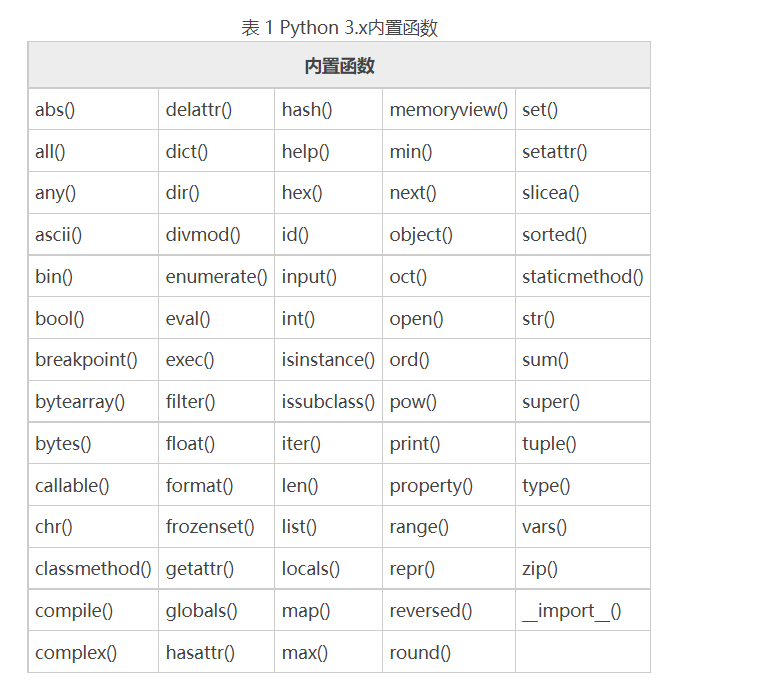 表 1 Python 3.x内置函数
内置函数
abs() delattr() hash() memoryview() set()
all() dict() help() min() setattr()
any() dir() hex() next() slicea()
ascii() divmod() id() object() sorted()
bin() enumerate() input() oct() staticmethod()
bool() eval() int() open() str()
breakpoint() exec() isinstance() ord() sum()
bytearray() filter() issubclass() pow() super()
bytes() float() iter() print() tuple()
callable() format() len() property() type()
chr() frozenset() list() range() vars()
classmethod() getattr() locals() repr() zip()
compile() globals() map() reversed() __import__()
complex() hasattr() max() round()